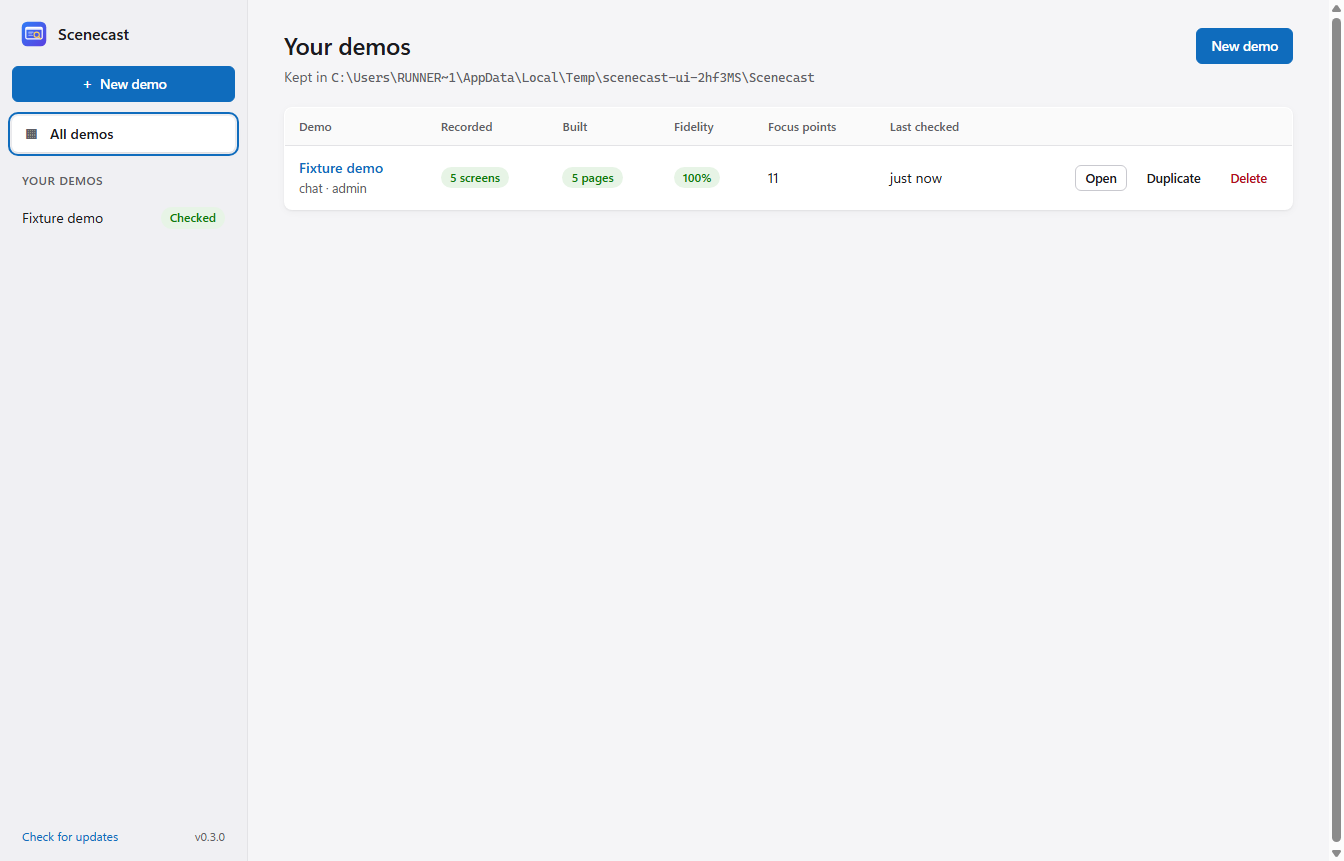 Scenecast
+ New demo
All demos
YOUR DEMOS
Fixture demo Checked
Check for updates v0.3.0
Your demos
New demo
Kept in C:\Users\RUNNER~1\AppData\Local\Temp\scenecast-ui-2hf3MS\Scenecast
Demo Recorded Built Fidelity Focus points Last checked
Fixture demo 5 screens 5 pages 100% 11 just now Open Duplicate Delete
chat · admin